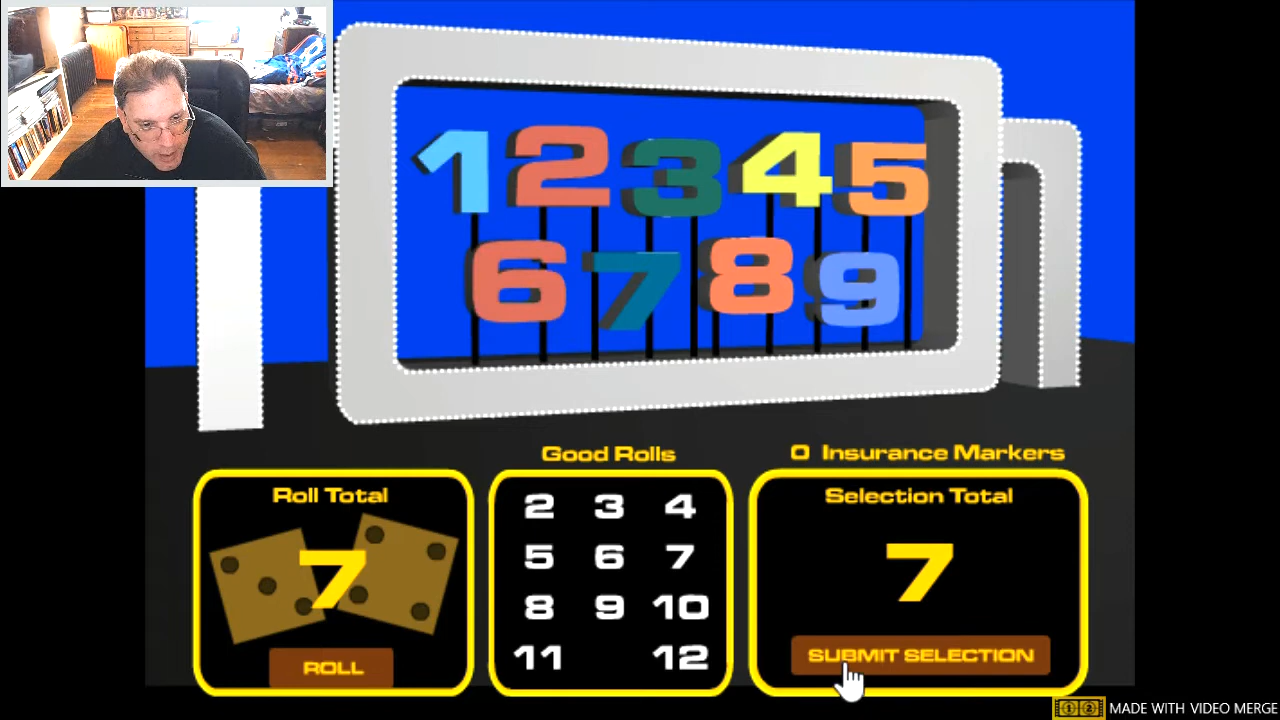 1 2 3 4 5
6 7 8 9
Good Rolls
0 Insurance Markers
Roll Total
7
ROLL
2 3 4
5 6 7
8 9 10
11 12
Selection Total
7
SUBMIT SELECTION
1 2 MADE WITH VIDEO MERGE